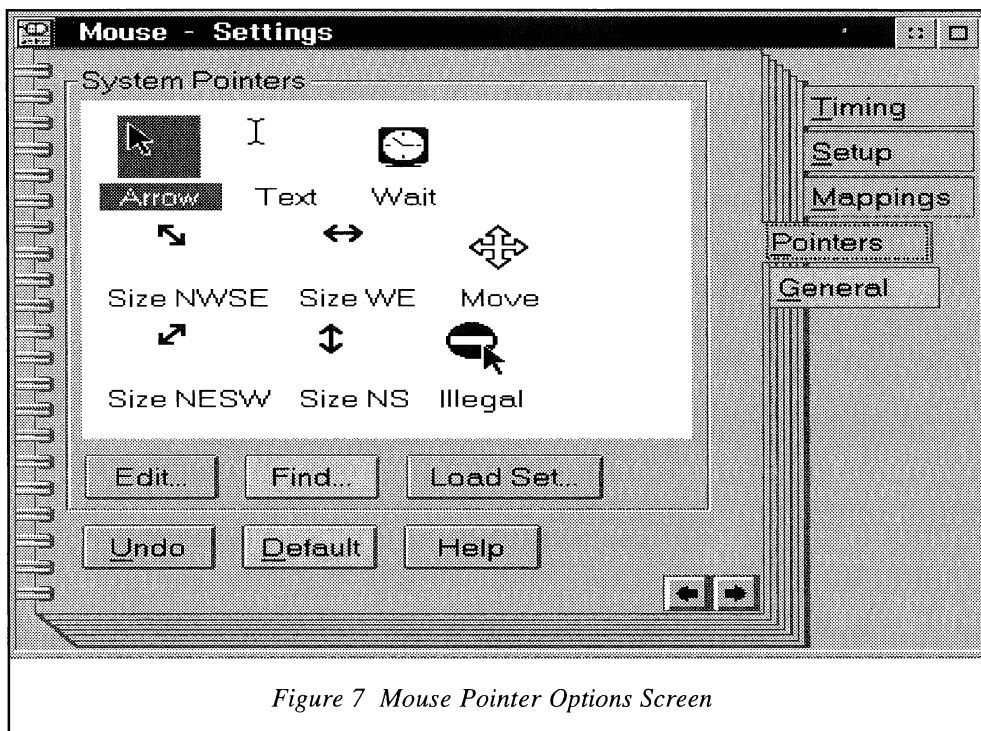 Mouse - Settings
System Pointers
Arrow Text Wait
Size NWSE Size WE Move
Size NESW Size NS Illegal
Edit... Find... Load Set...
Undo Default Help
Timing
Setup
Mappings
Pointers
General
Figure 7 Mouse Pointer Options Screen